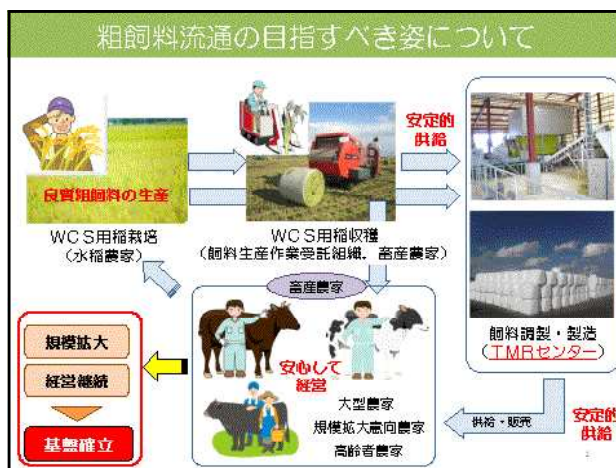 粗飼料流通の目指すべき姿について
安定的
供給
良質粗飼料の生産
WCS用稲栽培
（水稲農家）
WCS用稲収穫
（飼料生産作業受託組織，畜産農家）
飼料調製・製造
（TMRセンター）
畜産農家
安心して
経営
大型農家
規模拡大意向農家
高齢者農家
規模拡大
経営継続
基盤確立
供給・販売
安定的
供給